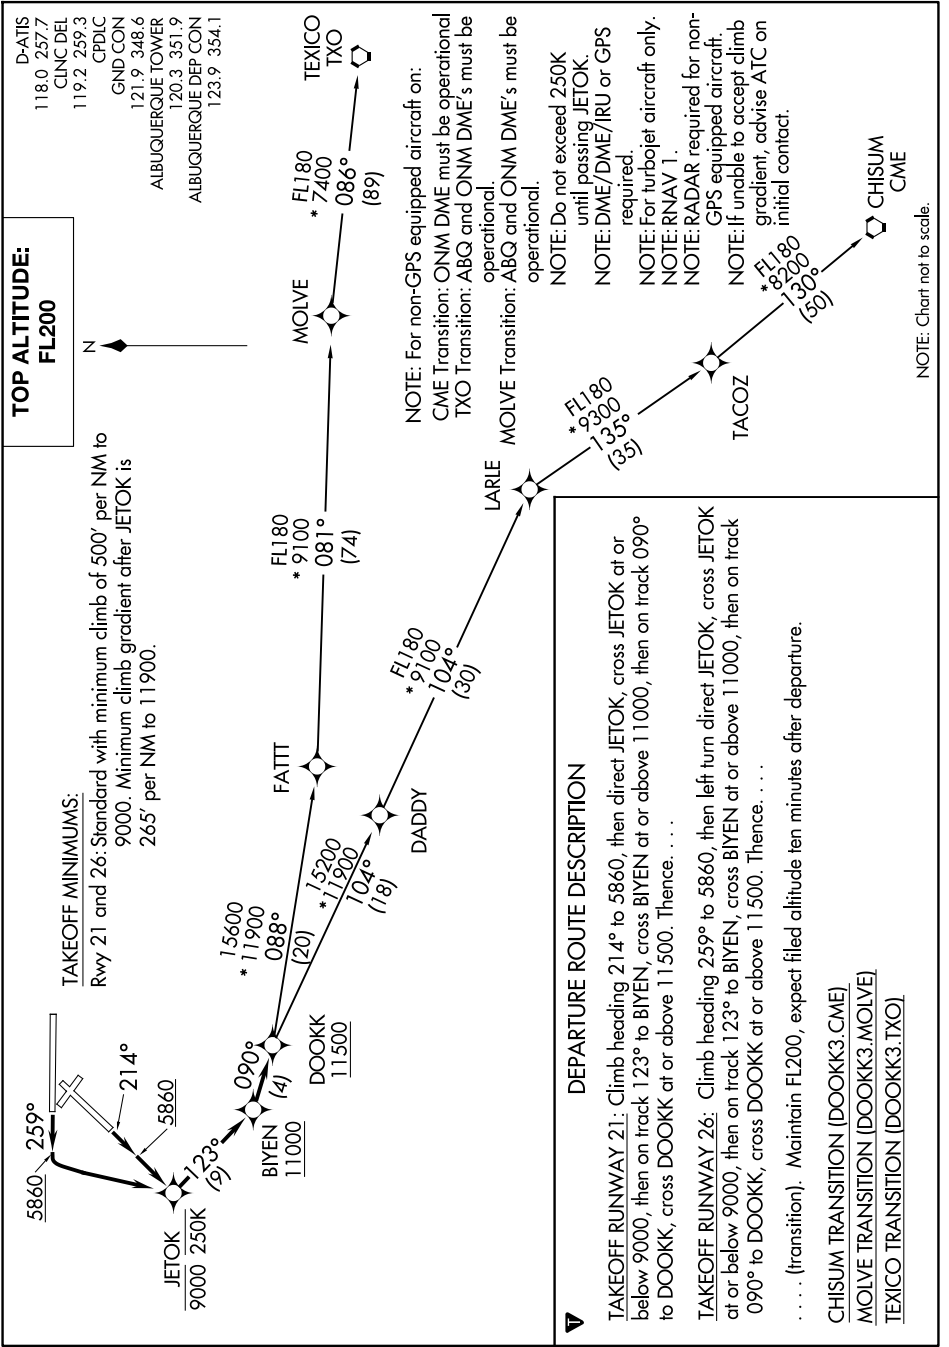 D-ATIS
118.0 257.7
CLNC DEL
119.2 259.3
CPDLC
GND CON
121.9 348.6
ALBUQUERQUE TOWER
120.3 351.9
ALBUQUERQUE DEP CON
123.9 354.1
TOP ALTITUDE:
FL200
N
TAKEOFF MINIMUMS:
Rwy 21 and 26: Standard with minimum climb of 500' per NM to
9000. Minimum climb gradient after JETOK is
265' per NM to 11900.
259°
5860
214°
5860
JETOK
9000 250K
123°
(9)
BIYEN
11000
090°
(4)
DOOKK
11500
15600
*11900
088°
(20)
FATTT
FL180
*9100
081°
(74)
MOLVE
FL180
*7400
086°
(89)
TEXICO
TXO
15200
*11900
104°
(18)
DADDY
FL180
*9100
104°
(30)
LARLE
FL180
*9300
135°
(35)
TACOZ
FL180
*8200
130°
(50)
CHISUM
CME
NOTE: For non-GPS equipped aircraft on:
CME Transition: ONM DME must be operational
TXO Transition: ABQ and ONM DME's must be
operational.
MOLVE Transition: ABQ and ONM DME's must be
operational.
NOTE: Do not exceed 250K
until passing JETOK.
NOTE: DME/DME/IRU or GPS
required.
NOTE: For turbojet aircraft only.
NOTE: RNAV 1.
NOTE: RADAR required for non-
GPS equipped aircraft.
NOTE: If unable to accept climb
gradient, advise ATC on
initial contact.
NOTE: Chart not to scale.
T
DEPARTURE ROUTE DESCRIPTION
TAKEOFF RUNWAY 21: Climb heading 214° to 5860, then direct JETOK, cross JETOK at or
below 9000, then on track 123° to BIYEN, cross BIYEN at or above 11000, then on track 090°
to DOOKK, cross DOOKK at or above 11500. Thence. . . .
TAKEOFF RUNWAY 26: Climb heading 259° to 5860, then left turn direct JETOK, cross JETOK
at or below 9000, then on track 123° to BIYEN, cross BIYEN at or above 11000, then on track
090° to DOOKK, cross DOOKK at or above 11500. Thence. . . .
. . . . (transition). Maintain FL200, expect filed altitude ten minutes after departure.
CHISUM TRANSITION (DOOKK3.CME)
MOLVE TRANSITION (DOOKK3.MOLVE)
TEXICO TRANSITION (DOOKK3.TXO)